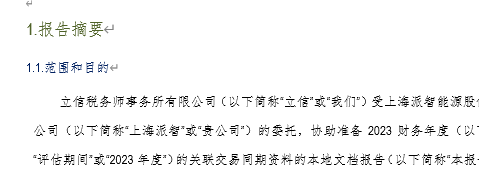 1.报告摘要
1.1.范围和目的
立信税务师事务所有限公司（以下简称“立信”或“我们”）受上海派智能源股份
公司（以下简称“上海派智”或“贵公司”）的委托，协助准备 2023 财务年度（以下
“评估期间”或“2023 年度”）的关联交易同期资料的本地文档报告（以下简称“本报